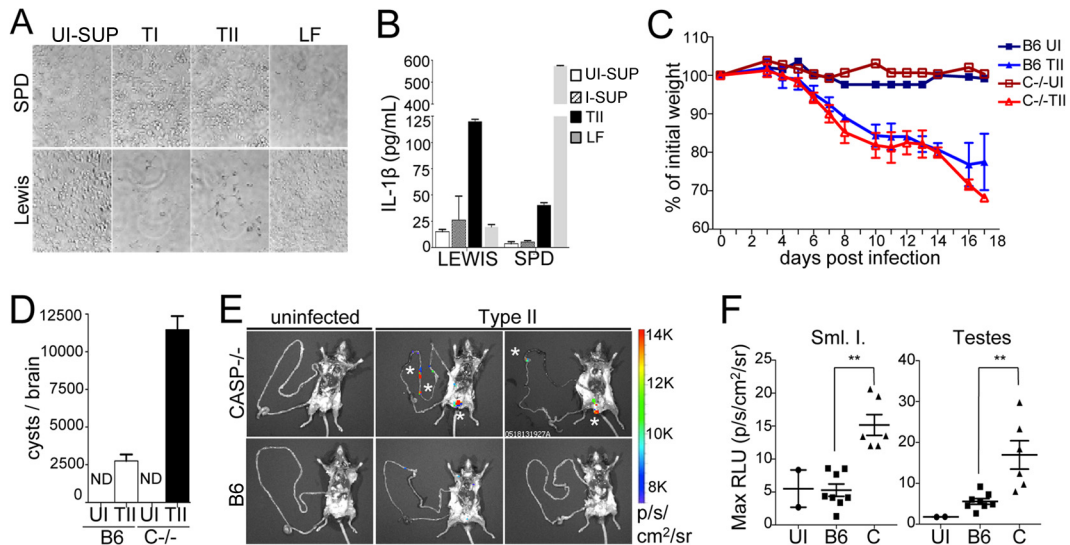 A
UI-SUP TI TII LF
SPD
Lewis
B
IL-1β (pg/mL)
600
500
400
125
100
75
50
25
0
LEWIS SPD
UI-SUP
I-SUP
TII
LF
C
% of initial weight
100
90
80
70
60
0 2 4 6 8 10 12 14 16 18
days post infection
B6 UI
B6 TII
C-/-UI
C-/-TII
D
cysts / brain
12500
10000
7500
5000
2500
0
ND ND
UI TII UI TII
B6 C-/-
E
uninfected Type II
CASP-/-
B6
* * * * *
0518131927A
14K
12K
10K
8K
p/s/
cm²/sr
F
Max RLU (p/s/cm²/sr)
Sml. I.
**
25
20
15
10
5
0
UI B6 C
Testes
**
40
30
20
10
0
UI B6 C